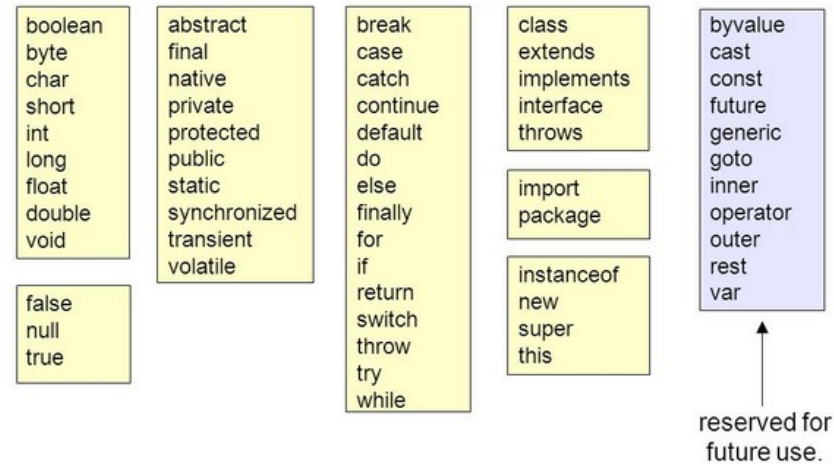 boolean
byte
char
short
int
long
float
double
void
false
null
true
abstract
final
native
private
protected
public
static
synchronized
transient
volatile
break
case
catch
continue
default
do
else
finally
for
if
return
switch
throw
try
while
class
extends
implements
interface
throws
import
package
instanceof
new
super
this
byvalue
cast
const
future
generic
goto
inner
operator
outer
rest
var
reserved for
future use.